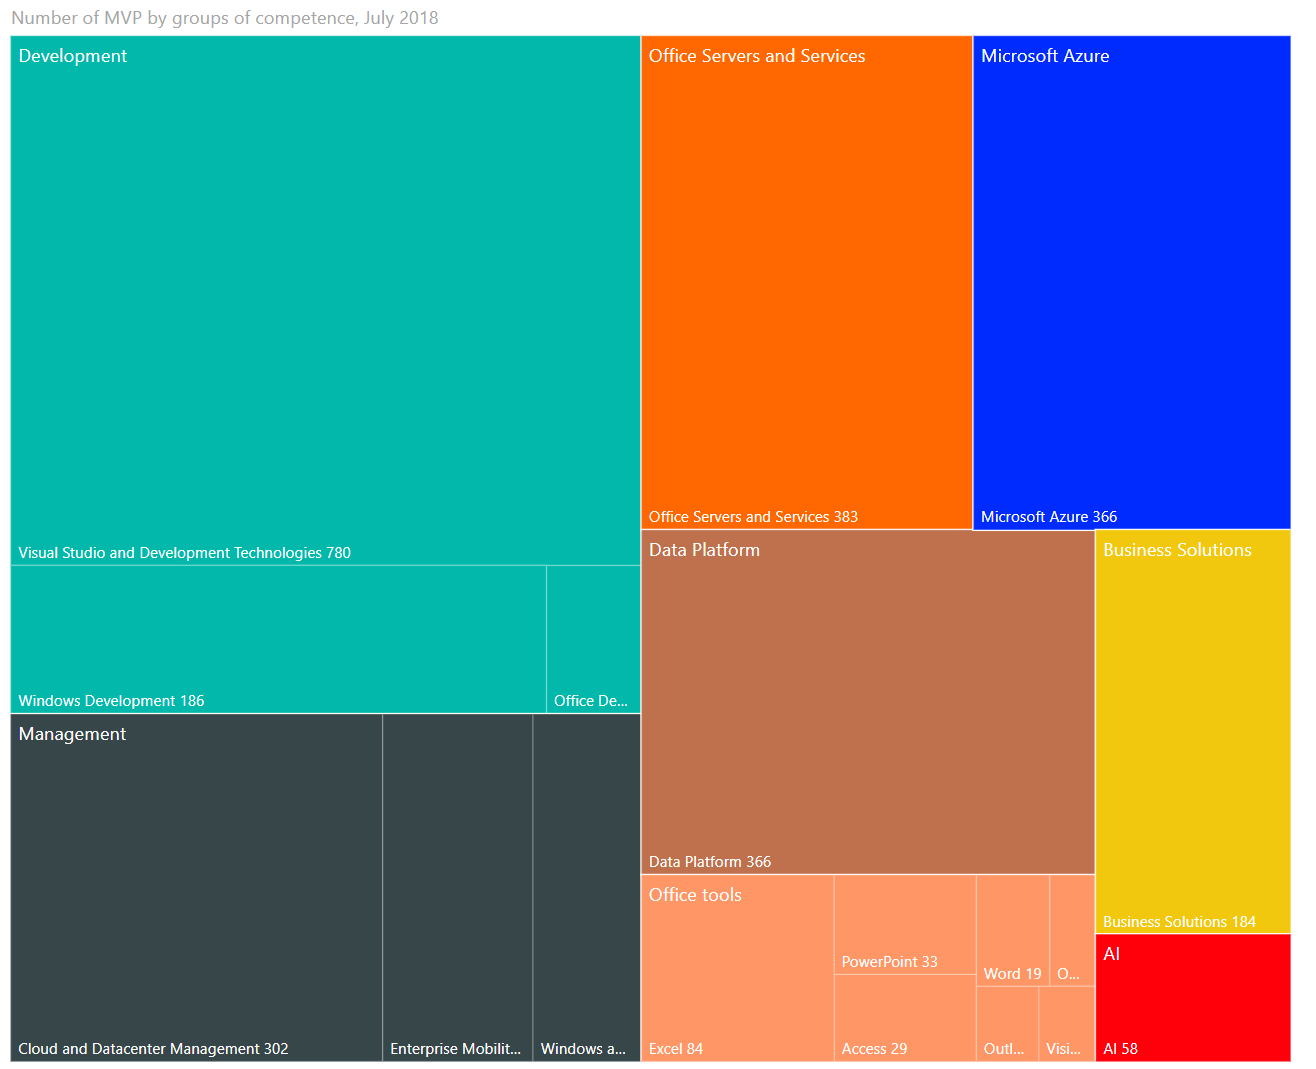 Number of MVP by groups of competence, July 2018
Development
Visual Studio and Development Technologies 780
Windows Development 186
Office De...
Management
Cloud and Datacenter Management 302
Enterprise Mobilit...
Windows a...
Office Servers and Services
Office Servers and Services 383
Microsoft Azure
Microsoft Azure 366
Data Platform
Data Platform 366
Business Solutions
Business Solutions 184
Office tools
Excel 84
PowerPoint 33
Access 29
Word 19
O...
Outl...
Visi...
AI
AI 58